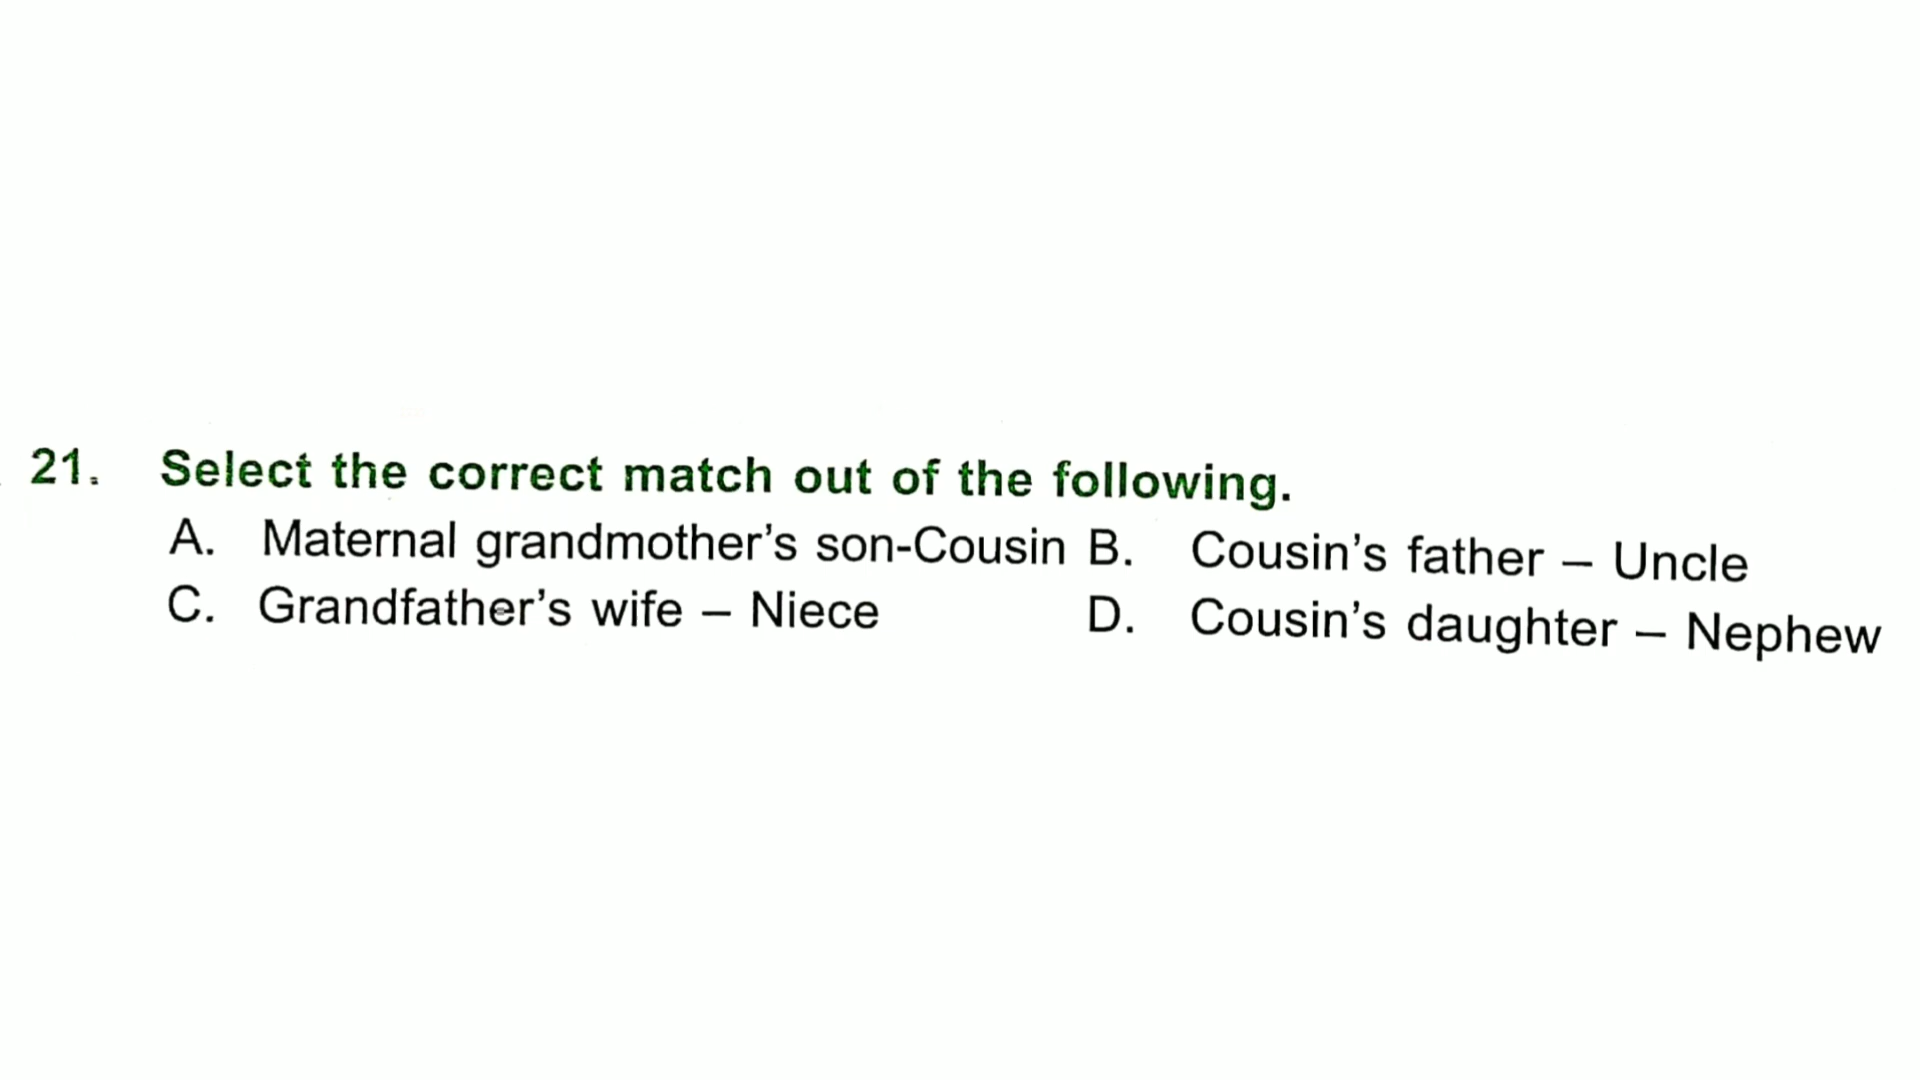 21. Select the correct match out of the following.
A. Maternal grandmother's son-Cousin B. Cousin's father – Uncle
C. Grandfather's wife – Niece D. Cousin's daughter – Nephew